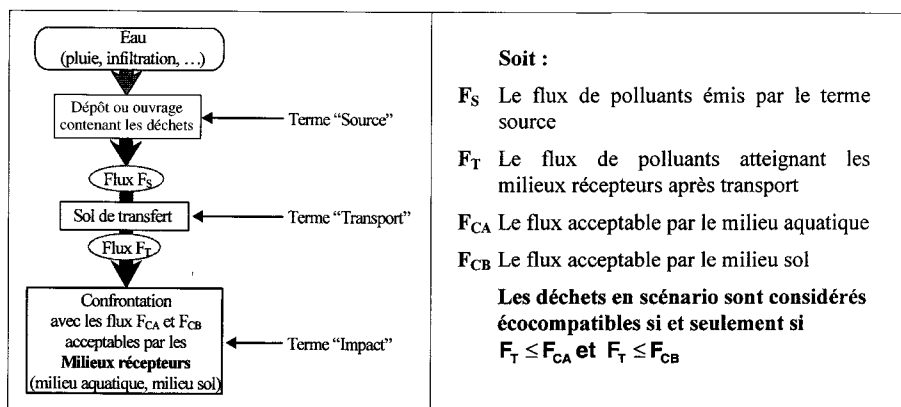 Eau
(pluie, infiltration, …)
Dépôt ou ouvrage
contenant les déchets
Terme “Source”
Flux FS
Sol de transfert
Terme “Transport”
Flux FT
Confrontation
avec les flux FCA et FCB
acceptables par les
Milieux récepteurs
(milieu aquatique, milieu sol)
Terme “Impact”
Soit :
FS Le flux de polluants émis par le terme
source
FT Le flux de polluants atteignant les
milieux récepteurs après transport
FCA Le flux acceptable par le milieu aquatique
FCB Le flux acceptable par le milieu sol
Les déchets en scénario sont considérés
écocompatibles si et seulement si
FT ≤ FCA et FT ≤ FCB